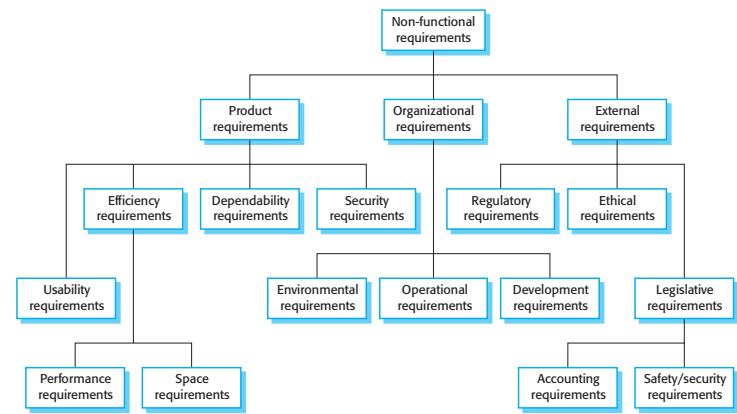 Non-functional
requirements
Product
requirements
Organizational
requirements
External
requirements
Efficiency
requirements
Dependability
requirements
Security
requirements
Regulatory
requirements
Ethical
requirements
Usability
requirements
Environmental
requirements
Operational
requirements
Development
requirements
Legislative
requirements
Performance
requirements
Space
requirements
Accounting
requirements
Safety/security
requirements